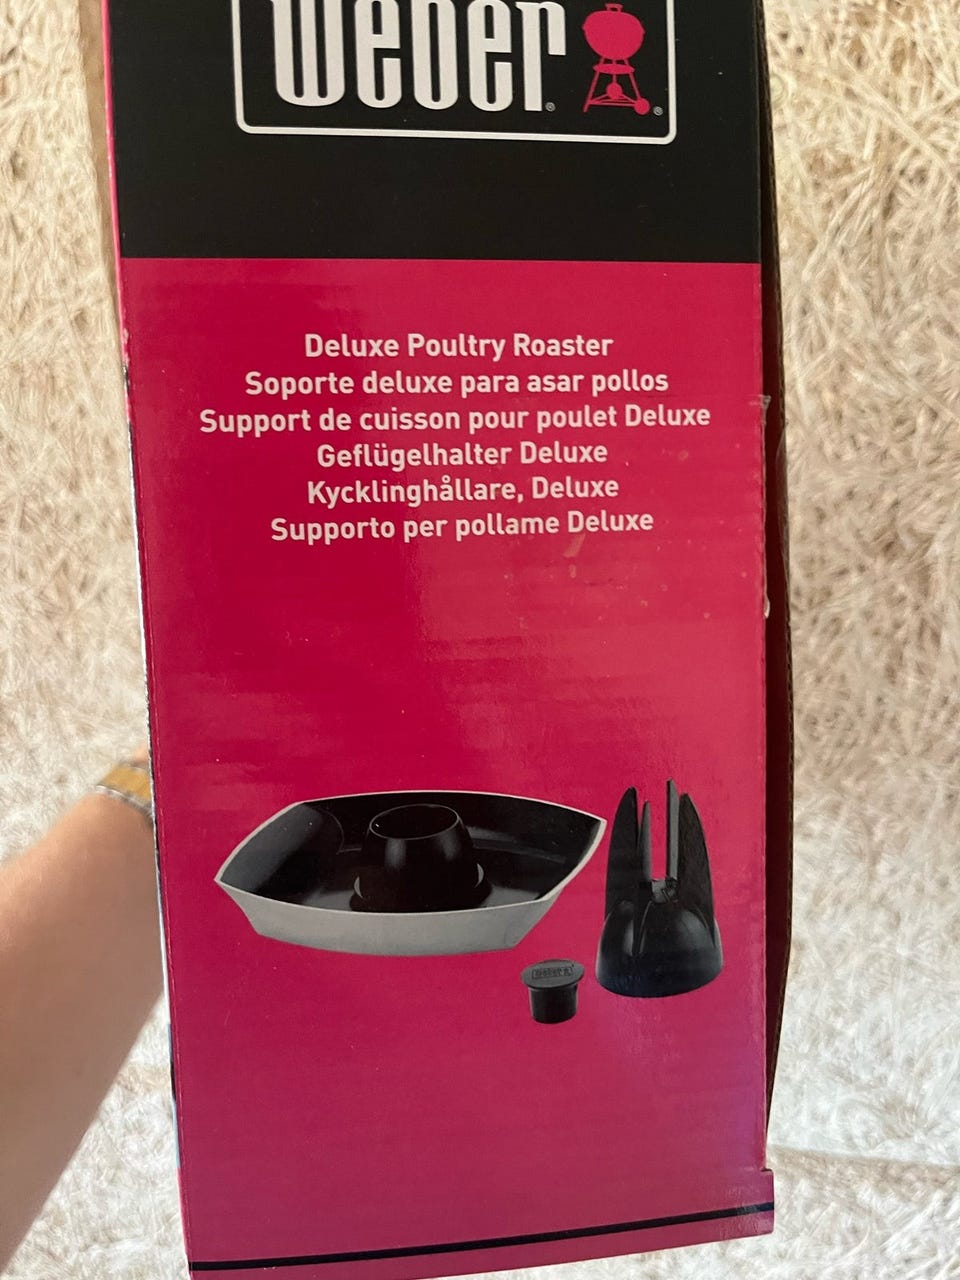 weber
Deluxe Poultry Roaster
Soporte deluxe para asar pollos
Support de cuisson pour poulet Deluxe
Geflügelhalter Deluxe
Kycklinghållare, Deluxe
Supporto per pollame Deluxe
weber